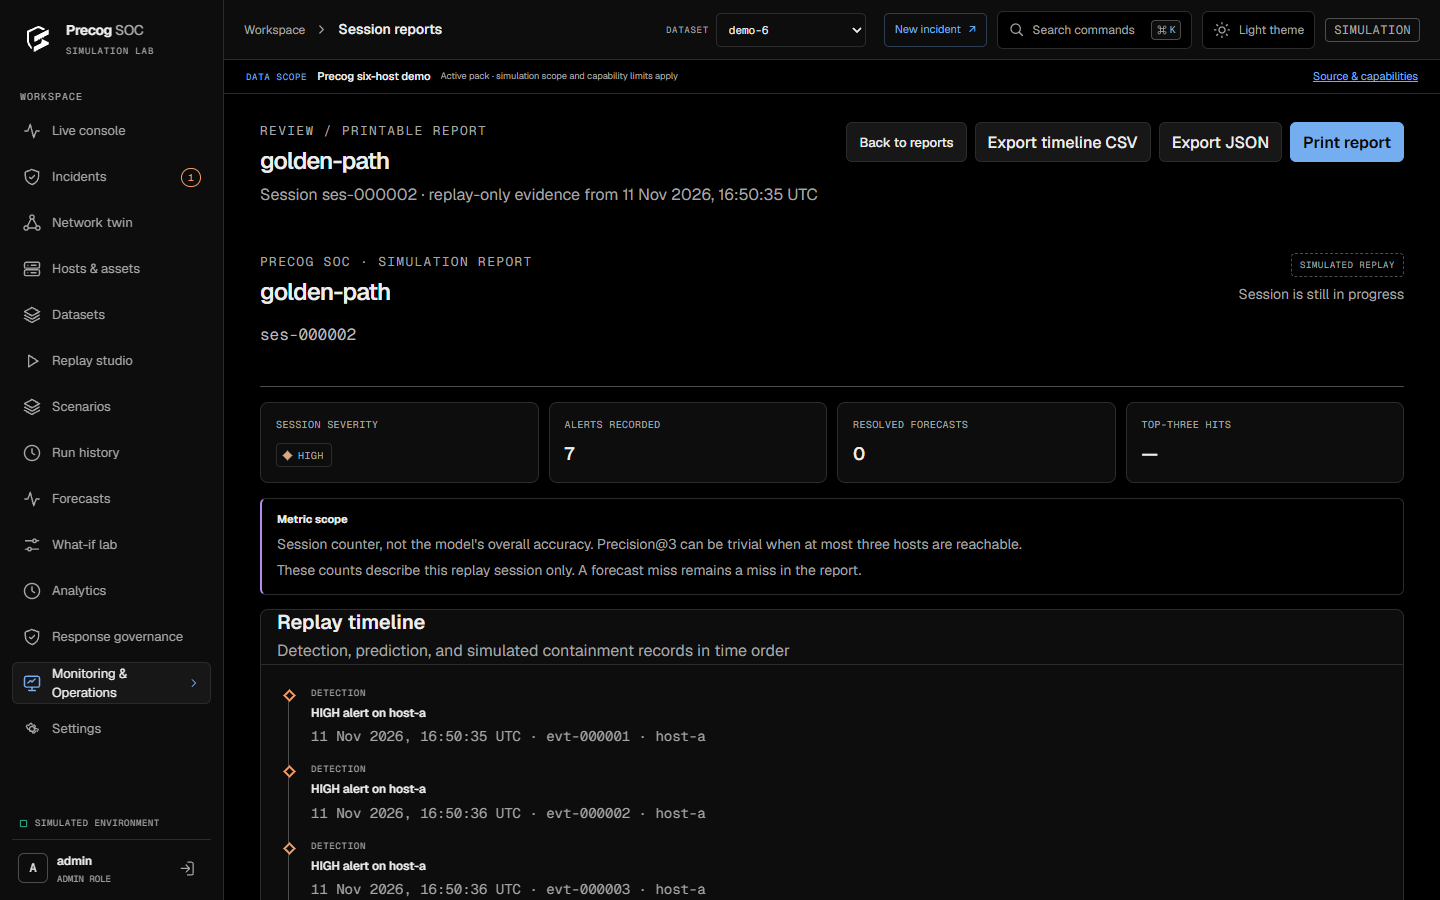 Precog SOC
SIMULATION LAB
WORKSPACE
Live console
Incidents
1
Network twin
Hosts & assets
Datasets
Replay studio
Scenarios
Run history
Forecasts
What-if lab
Analytics
Response governance
Monitoring &
Operations
Settings
SIMULATED ENVIRONMENT
A
admin
ADMIN ROLE
Workspace
Session reports
DATASET
demo-6
New incident
Search commands
⌘ K
Light theme
SIMULATION
DATA SCOPE Precog six-host demo Active pack · simulation scope and capability limits apply
Source & capabilities
REVIEW / PRINTABLE REPORT
golden-path
Session ses-000002 · replay-only evidence from 11 Nov 2026, 16:50:35 UTC
Back to reports
Export timeline CSV
Export JSON
Print report
PRECOG SOC · SIMULATION REPORT
golden-path
ses-000002
SIMULATED REPLAY
Session is still in progress
SESSION SEVERITY
HIGH
ALERTS RECORDED
7
RESOLVED FORECASTS
0
TOP-THREE HITS
—
Metric scope
Session counter, not the model's overall accuracy. Precision@3 can be trivial when at most three hosts are reachable.
These counts describe this replay session only. A forecast miss remains a miss in the report.
Replay timeline
Detection, prediction, and simulated containment records in time order
DETECTION
HIGH alert on host-a
11 Nov 2026, 16:50:35 UTC · evt-000001 · host-a
DETECTION
HIGH alert on host-a
11 Nov 2026, 16:50:36 UTC · evt-000002 · host-a
DETECTION
HIGH alert on host-a
11 Nov 2026, 16:50:36 UTC · evt-000003 · host-a